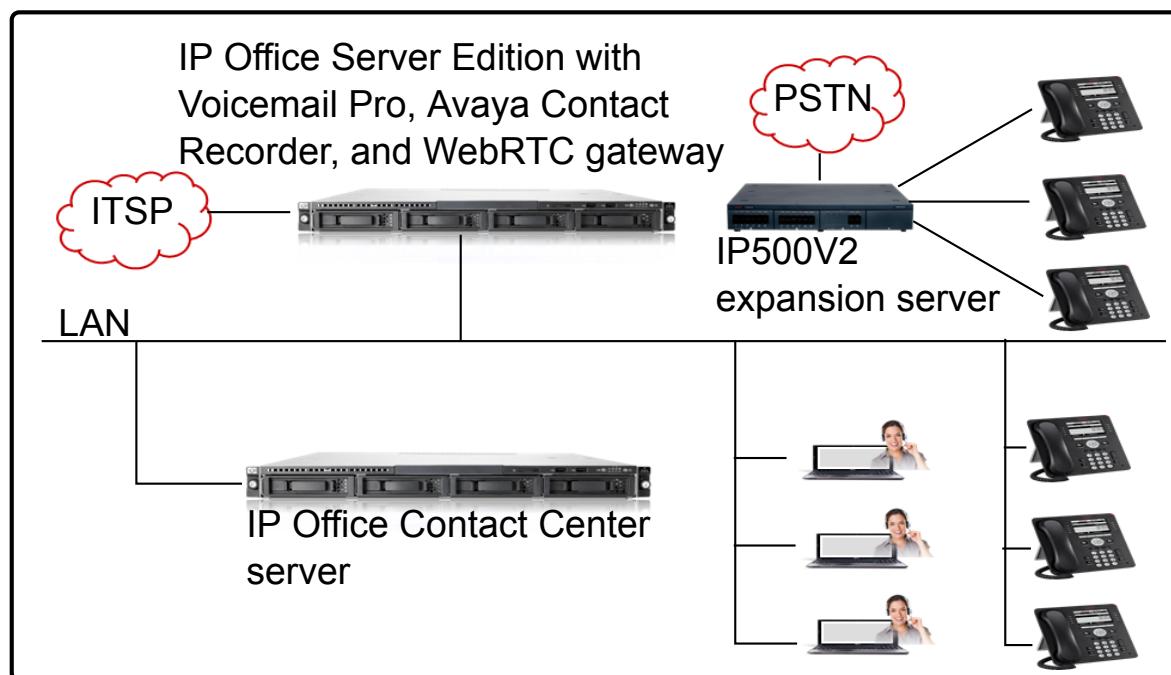 IP Office Server Edition with
Voicemail Pro, Avaya Contact
Recorder, and WebRTC gateway
PSTN
ITSP
IP500V2
expansion server
LAN
IP Office Contact Center
server